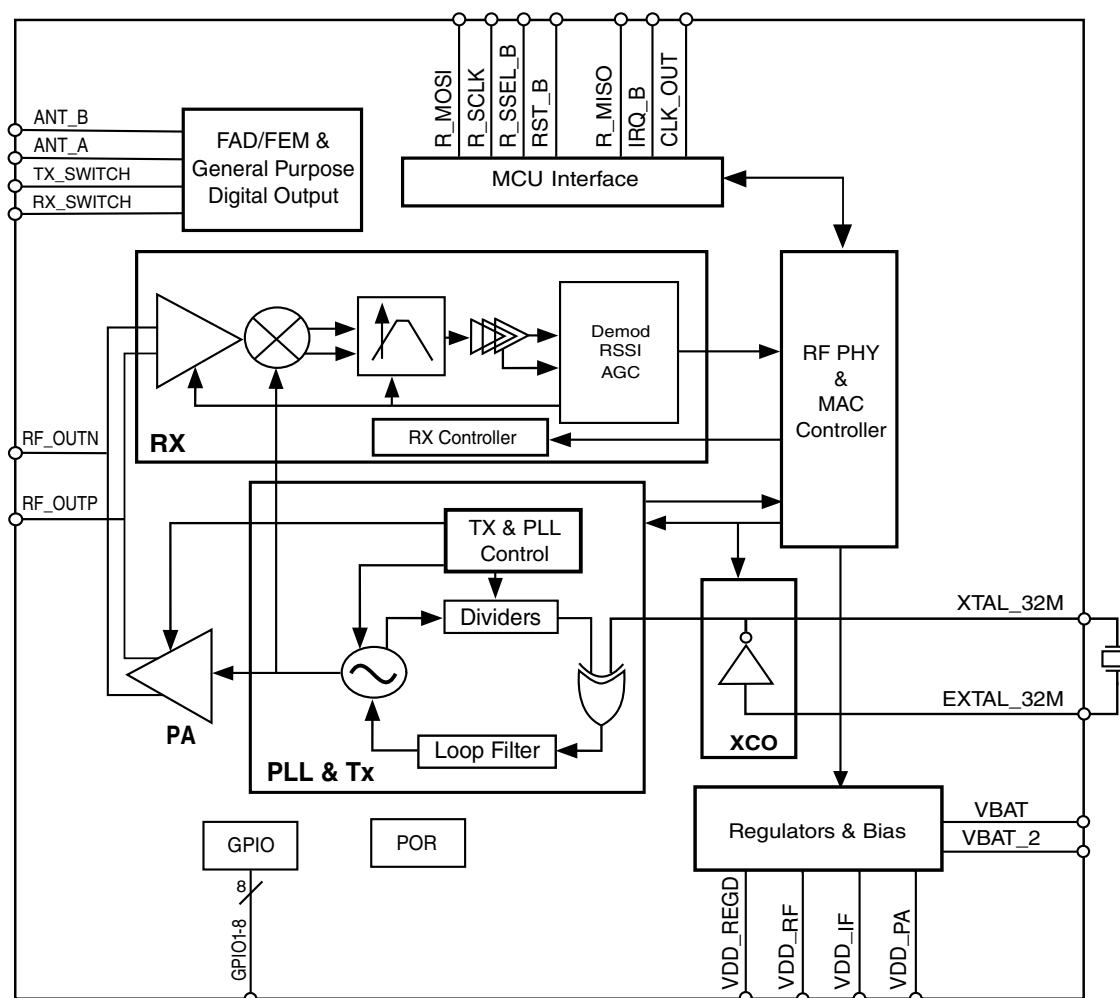 R_MOSI
R_SCLK
R_SSEL_B
RST_B
R_MISO
IRQ_B
CLK_OUT
ANT_B
ANT_A
TX_SWITCH
RX_SWITCH
FAD/FEM &
General Purpose
Digital Output
MCU Interface
Demod
RSSI
AGC
RF PHY
&
MAC
Controller
RX Controller
RX
RF_OUTN
RF_OUTP
TX & PLL
Control
Dividers
Loop Filter
PLL & Tx
PA
XCO
XTAL_32M
EXTAL_32M
Regulators & Bias
VBAT
VBAT_2
GPIO
POR
8
GPIO1-8
VDD_REGD
VDD_RF
VDD_IF
VDD_PA